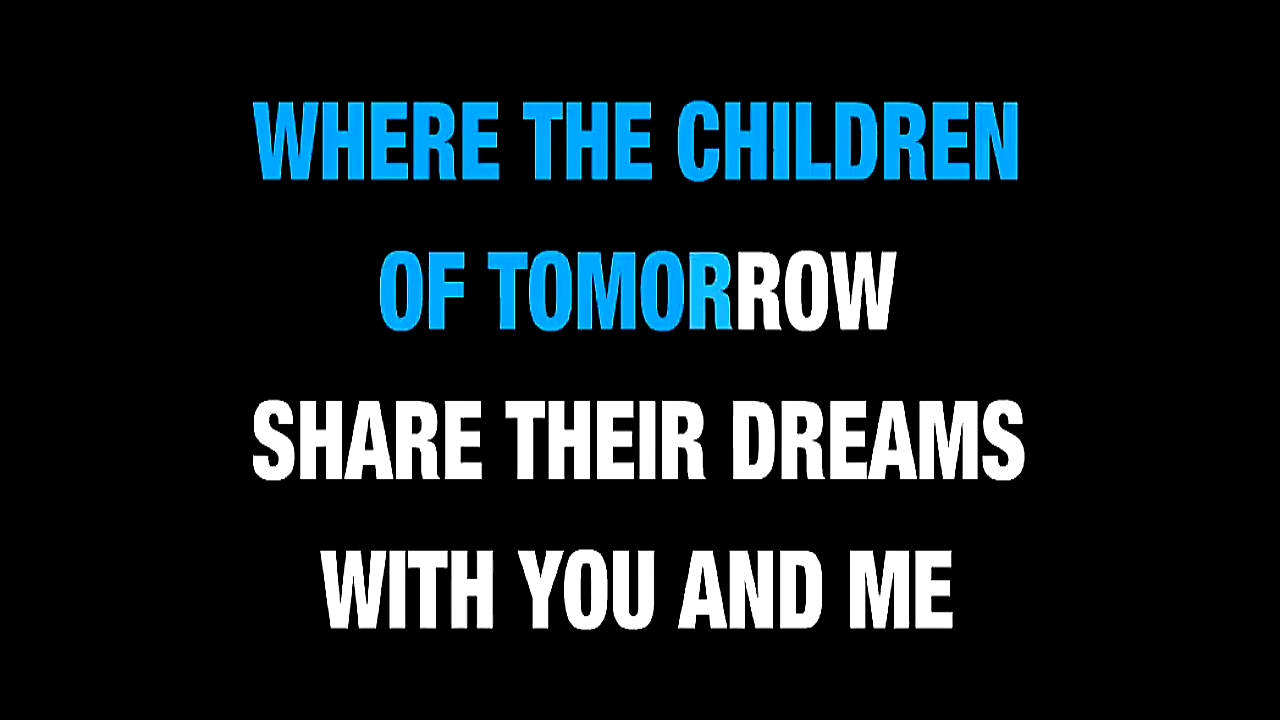 WHERE THE CHILDREN
OF TOMORROW
SHARE THEIR DREAMS
WITH YOU AND ME